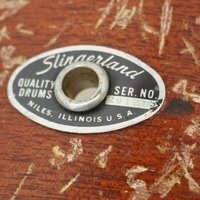 Slingerland
QUALITY
DRUMS
SER. NO.
NILES, ILLINOIS U.S.A.